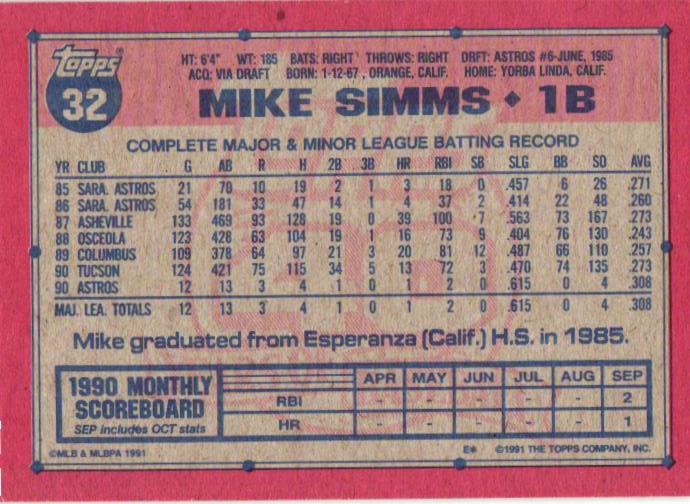 topps®
32
HT: 6'4" WT: 185 BATS: RIGHT THROWS: RIGHT DRFT: ASTROS #6-JUNE, 1985
ACQ: VIA DRAFT BORN: 1-12-67, ORANGE, CALIF. HOME: YORBA LINDA, CALIF.
MIKE SIMMS ◆ 1B
COMPLETE MAJOR & MINOR LEAGUE BATTING RECORD
YR CLUB G AB R H 2B 3B HR RBI SB SLG BB SO AVG
85 SARA. ASTROS 21 70 10 19 2 1 3 18 0 .457 6 26 .271
86 SARA. ASTROS 54 181 33 47 14 1 4 37 2 .414 22 48 .260
87 ASHEVILLE 133 469 93 128 19 0 39 100 7 .563 73 167 .273
88 OSCEOLA 123 428 63 104 19 1 16 73 9 .404 76 130 .243
89 COLUMBUS 109 378 64 97 21 3 20 81 12 .487 66 110 .257
90 TUCSON 124 421 75 115 34 5 13 72 3 .470 74 135 .273
90 ASTROS 12 13 3 4 1 0 1 2 0 .615 0 4 .308
MAJ. LEA. TOTALS 12 13 3 4 1 0 1 2 0 .615 0 4 .308
Mike graduated from Esperanza (Calif.) H.S. in 1985.
1990 MONTHLY
SCOREBOARD
SEP includes OCT stats
APR MAY JUN JUL AUG SEP
RBI - - - - - 2
HR - - - - - 1
©MLB & MLBPA 1991 E✱ ©1991 THE TOPPS COMPANY, INC.